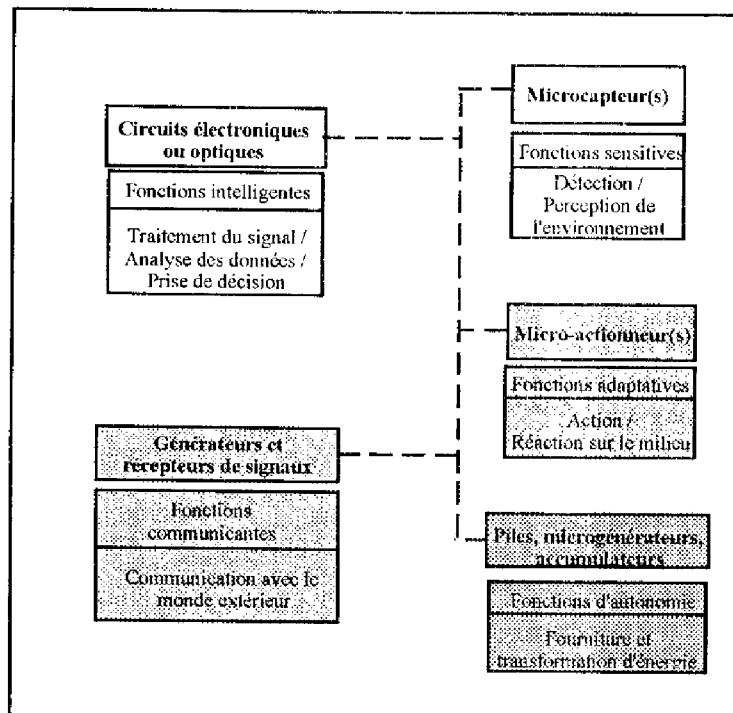 Circuits électroniques
ou optiques
Fonctions intelligentes
Traitement du signal /
Analyse des données /
Prise de décision
Générateurs et
récepteurs de signaux
Fonctions
communicantes
Communication avec le
monde extérieur
Microcapteur(s)
Fonctions sensitives
Détection /
Perception de
l'environnement
Micro-actionneur(s)
Fonctions adaptatives
Action /
Réaction sur le milieu
Piles, microgénérateurs,
accumulateurs
Fonctions d'autonomie
Fourniture et
transformation d'énergie